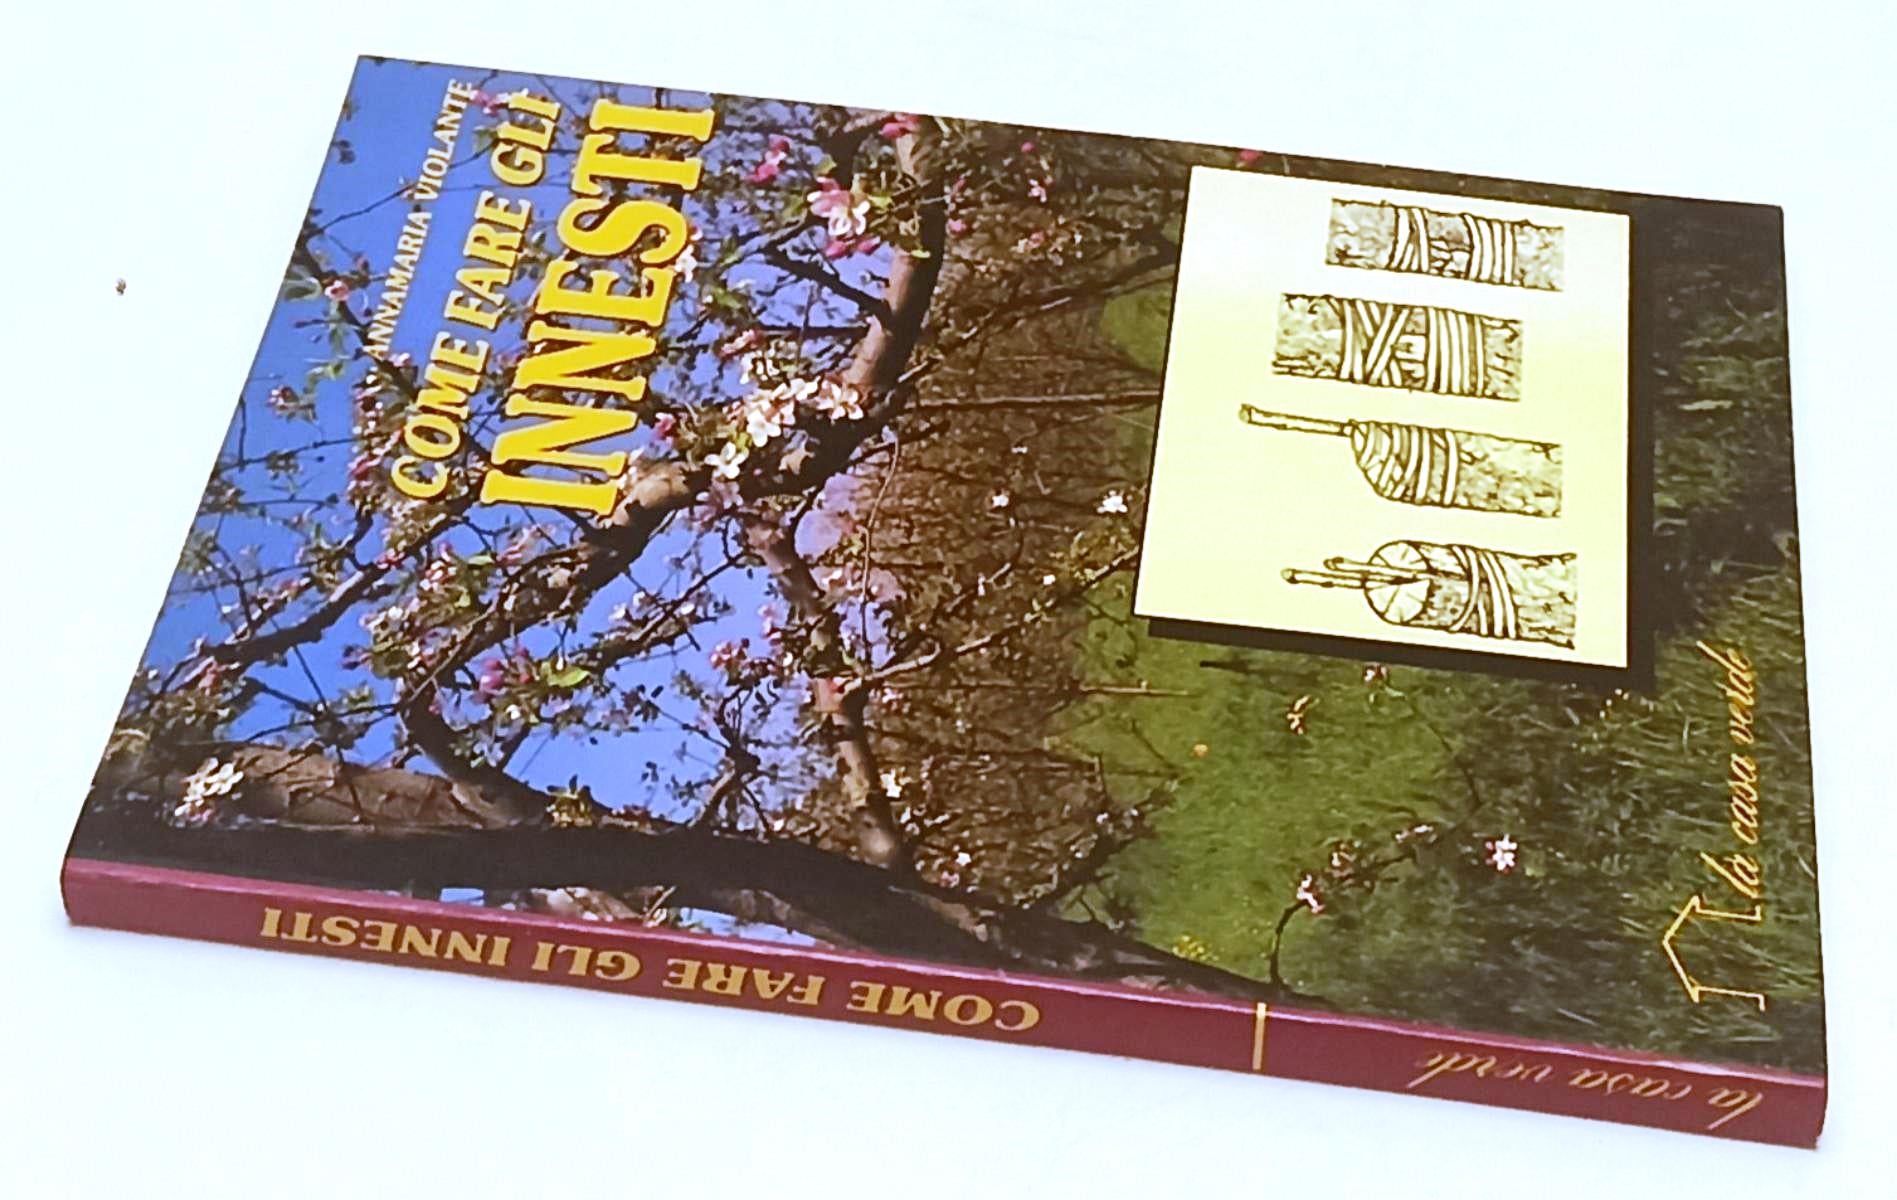 ANNAMARIA VIOLANTE
COME FARE GLI
INNESTI
la casa verde
COME FARE GLI INNESTI
la casa verde